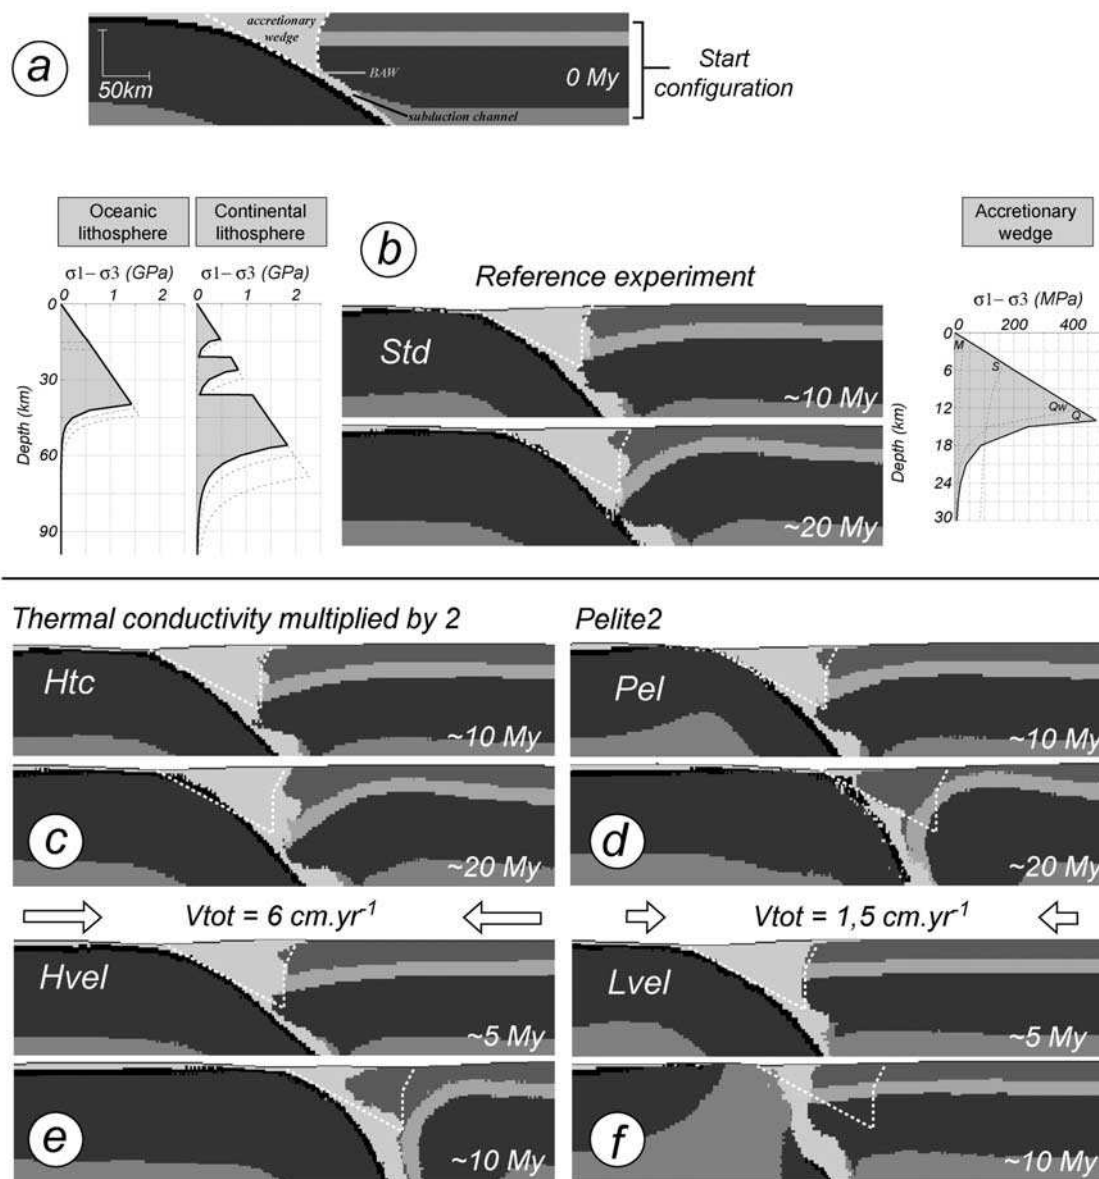 a
accretionary
wedge
BAW
50km
subduction channel
0 My
Start
configuration
Oceanic
lithosphere
Continental
lithosphere
σ1– σ3 (GPa)
σ1– σ3 (GPa)
0 1 2
0 1 2
Depth (km)
0
30
60
90
b
Reference experiment
Std
~10 My
~20 My
Accretionary
wedge
σ1– σ3 (MPa)
0 200 400
Depth (km)
0
6
12
18
24
30
M
S
Qw
Q
Thermal conductivity multiplied by 2
Htc
~10 My
c
~20 My
Pelite2
Pel
~10 My
d
~20 My
Vtot = 6 cm.yr⁻¹
Hvel
~5 My
e
~10 My
Vtot = 1,5 cm.yr⁻¹
Lvel
~5 My
f
~10 My